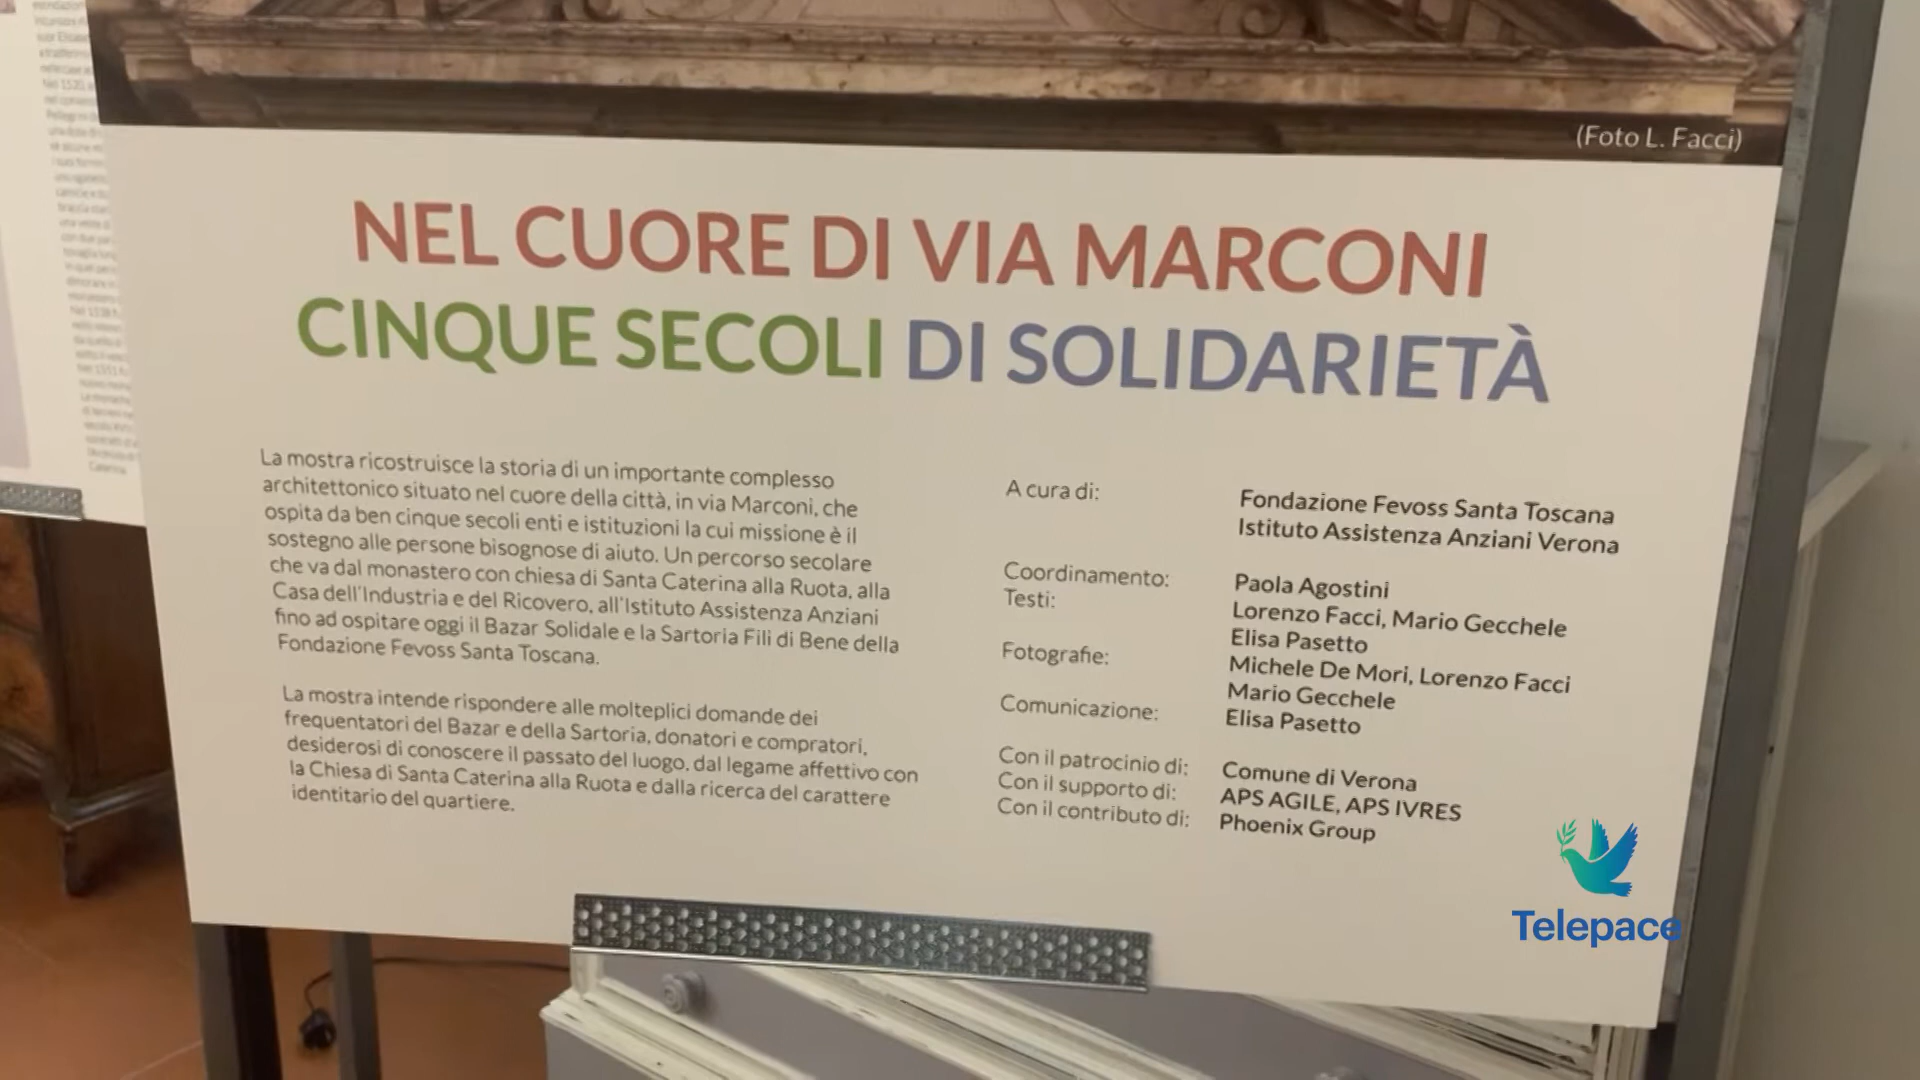 (Foto L. Facci)
NEL CUORE DI VIA MARCONI
CINQUE SECOLI DI SOLIDARIETÀ
La mostra ricostruisce la storia di un importante complesso
architettonico situato nel cuore della città, in via Marconi, che
ospita da ben cinque secoli enti e istituzioni la cui missione è il
sostegno alle persone bisognose di aiuto. Un percorso secolare
che va dal monastero con chiesa di Santa Caterina alla Ruota, alla
Casa dell'Industria e del Ricovero, all'Istituto Assistenza Anziani
fino ad ospitare oggi il Bazar Solidale e la Sartoria Fili di Bene della
Fondazione Fevoss Santa Toscana.
La mostra intende rispondere alle molteplici domande dei
frequentatori del Bazar e della Sartoria, donatori e compratori,
desiderosi di conoscere il passato del luogo, dal legame affettivo con
la Chiesa di Santa Caterina alla Ruota e dalla ricerca del carattere
identitario del quartiere.
A cura di: Fondazione Fevoss Santa Toscana
Istituto Assistenza Anziani Verona
Coordinamento: Paola Agostini
Testi: Lorenzo Facci, Mario Gecchele
Elisa Pasetto
Fotografie: Michele De Mori, Lorenzo Facci
Mario Gecchele
Comunicazione: Elisa Pasetto
Con il patrocinio di: Comune di Verona
Con il supporto di: APS AGILE, APS IVRES
Con il contributo di: Phoenix Group
Telepace